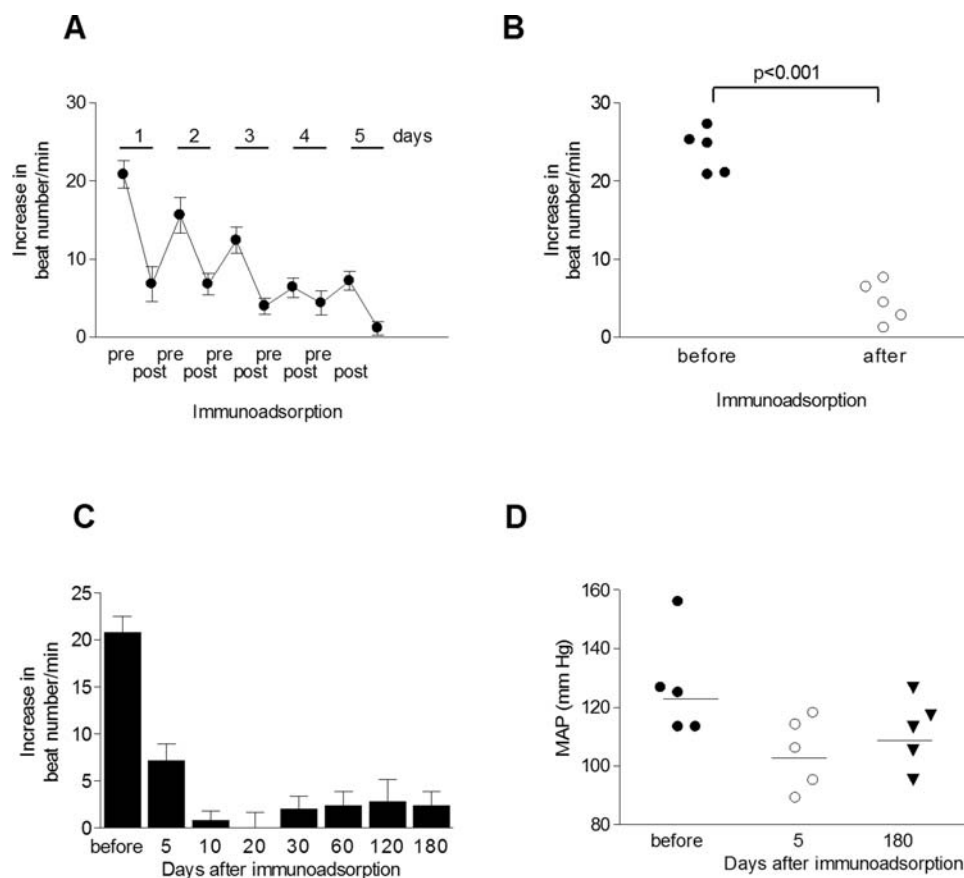 A
Increase in
beat number/min
30
20
10
0
1 2 3 4 5 days
pre pre pre pre pre
post post post post post
Immunoadsorption
B
p<0.001
Increase in
beat number/min
30
20
10
0
before after
Immunoadsorption
C
Increase in
beat number/min
25
20
15
10
5
0
before 5 10 20 30 60 120 180
Days after immunoadsorption
D
MAP (mm Hg)
160
140
120
100
80
before 5 180
Days after immunoadsorption